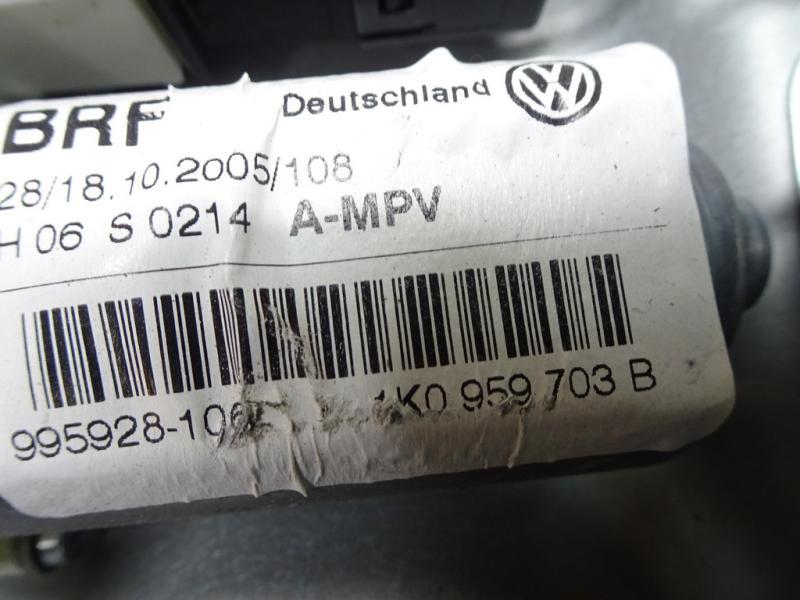 BRF Deutschland
28/18.10.2005/108
H 06 S 0214 A-MPV
995928-10 1K0 959 703 B